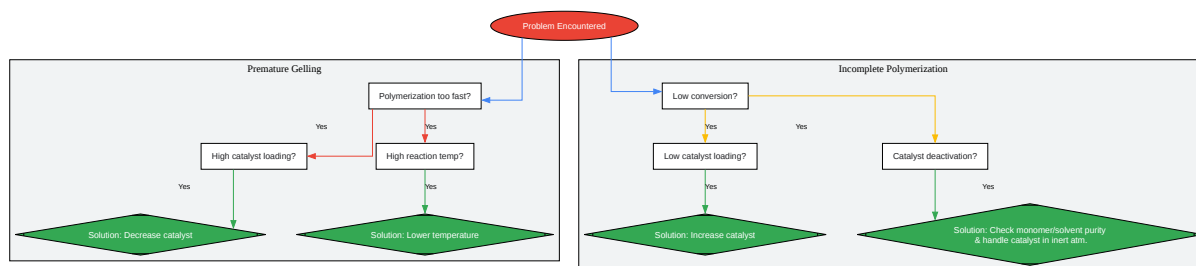 Problem Encountered
Premature Gelling
Polymerization too fast?
Yes
Yes
High catalyst loading?
High reaction temp?
Yes
Yes
Solution: Decrease catalyst
Solution: Lower temperature
Incomplete Polymerization
Low conversion?
Yes
Yes
Low catalyst loading?
Catalyst deactivation?
Yes
Yes
Solution: Increase catalyst
Solution: Check monomer/solvent purity
& handle catalyst in inert atm.